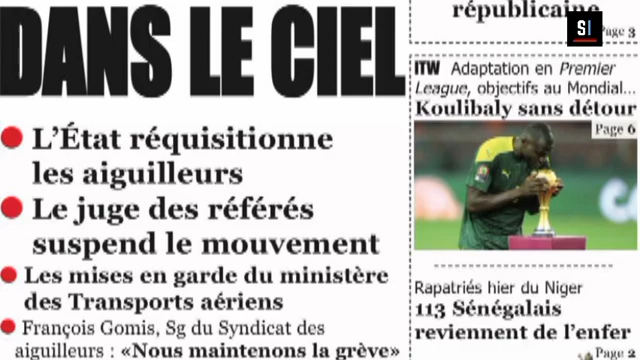 DANS LE CIEL
L’État réquisitionne
les aiguilleurs
Le juge des référés
suspend le mouvement
Les mises en garde du ministère
des Transports aériens
François Gomis, Sg du Syndicat des
aiguilleurs : «Nous maintenons la grève»
républicaine
SI
Page 3
ITW Adaptation en Premier
League, objectifs au Mondial...
Koulibaly sans détour
Page 6
Rapatriés hier du Niger
113 Sénégalais
reviennent de l’enfer
Page 2